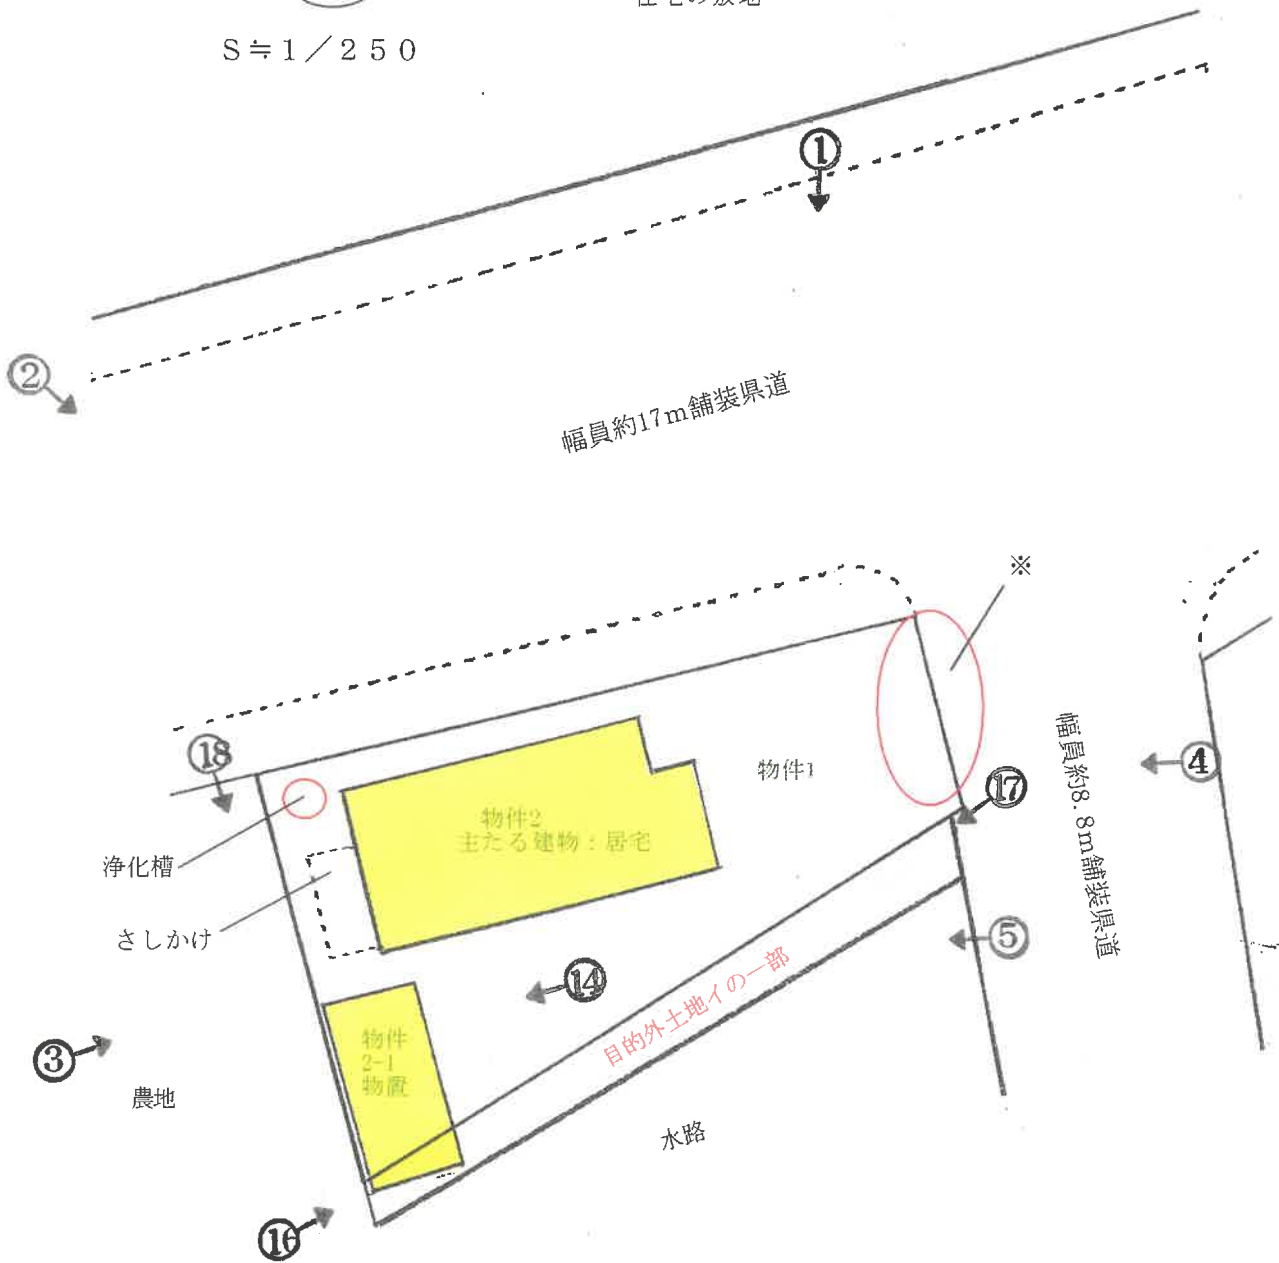 S≒1／250
①
②
幅員約17m舗装県道
※
⑱
物件1
幅員約8.8m舗装県道
④
⑰
物件2
主たる建物：居宅
浄化槽
さしかけ
⑤
⑭
目的外土地イの一部
物件
2-1
物置
③
農地
水路
⑯